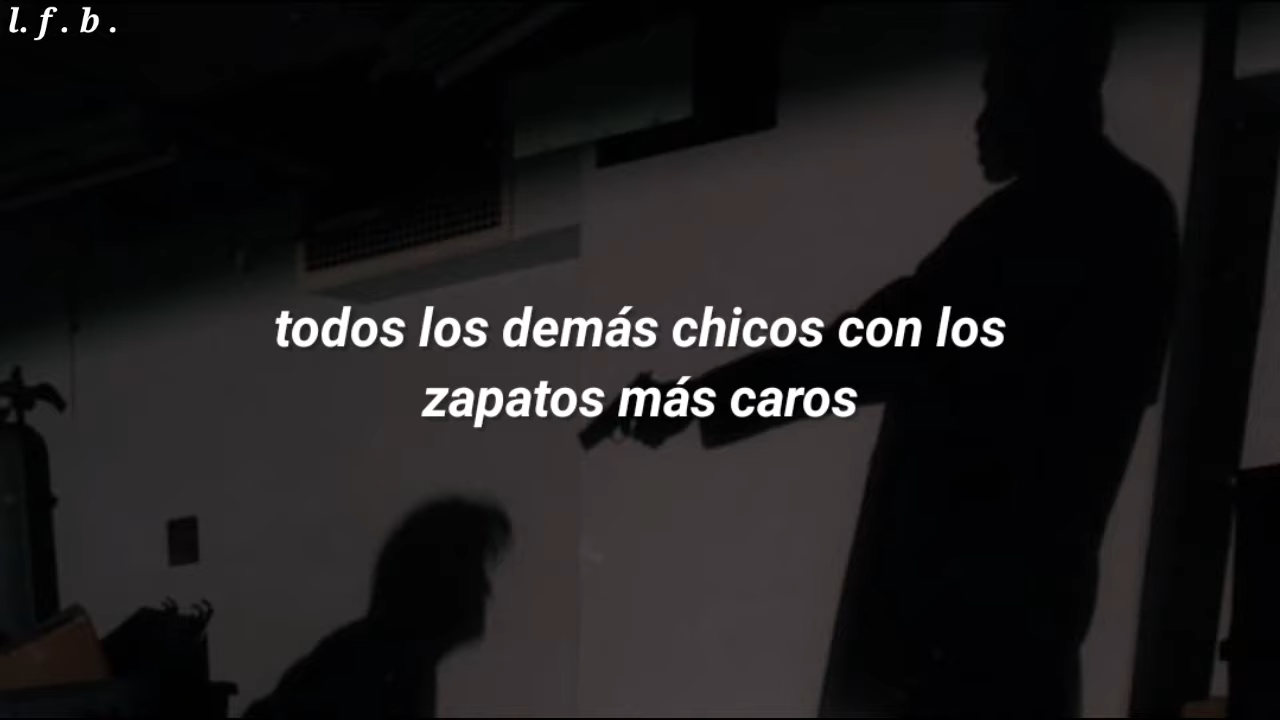 l. f . b .
todos los demás chicos con los
zapatos más caros